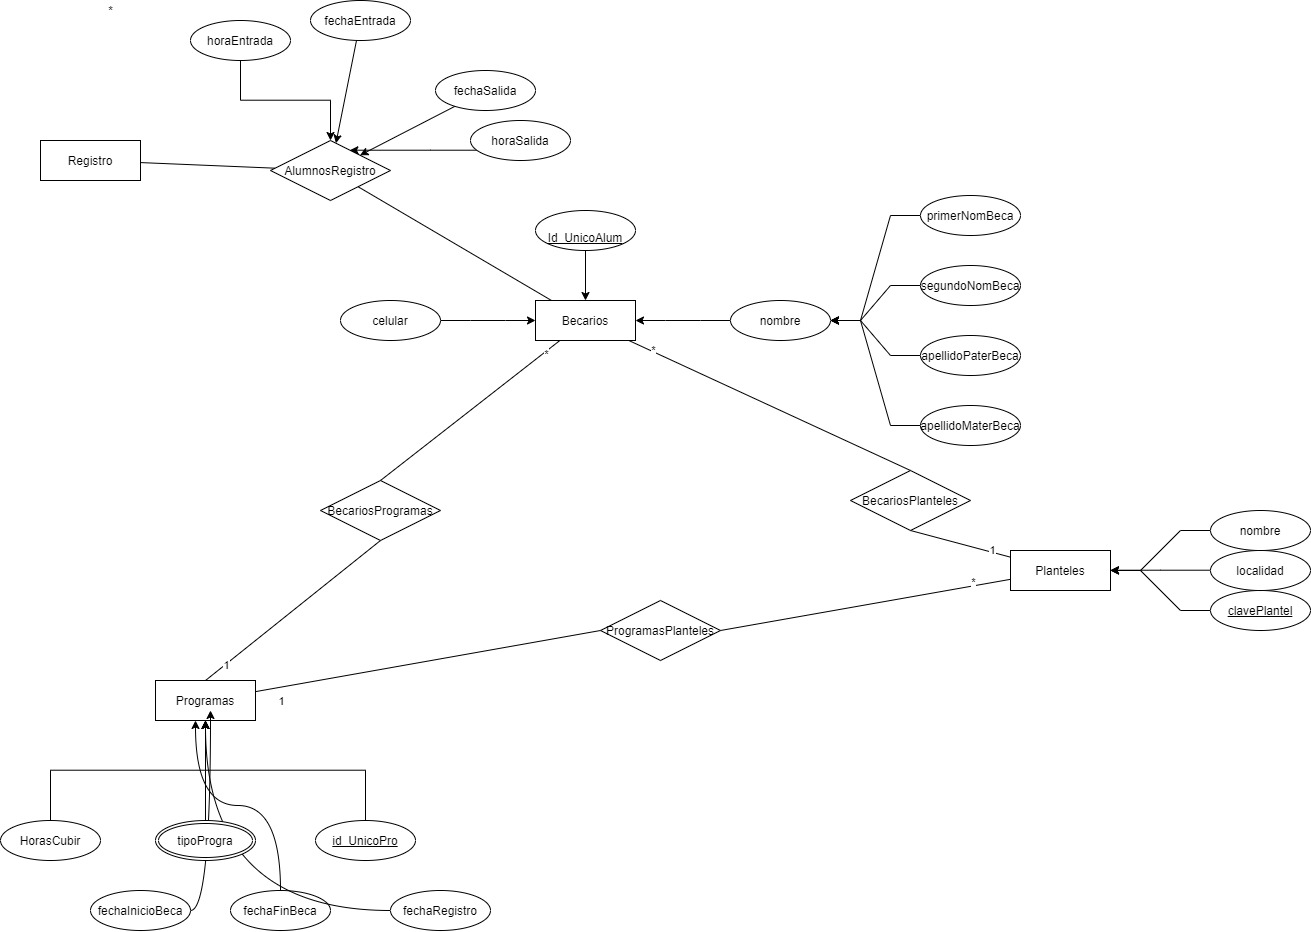 *
fechaEntrada
horaEntrada
fechaSalida
horaSalida
Registro
AlumnosRegistro
primerNomBeca
Id_UnicoAlum
segundoNomBeca
celular
Becarios
nombre
*
*
apellidoPaterBeca
apellidoMaterBeca
BecariosProgramas
BecariosPlanteles
nombre
1
Planteles
localidad
*
clavePlantel
ProgramasPlanteles
1
Programas
1
HorasCubir
tipoProgra
id_UnicoPro
fechaInicioBeca
fechaFinBeca
fechaRegistro